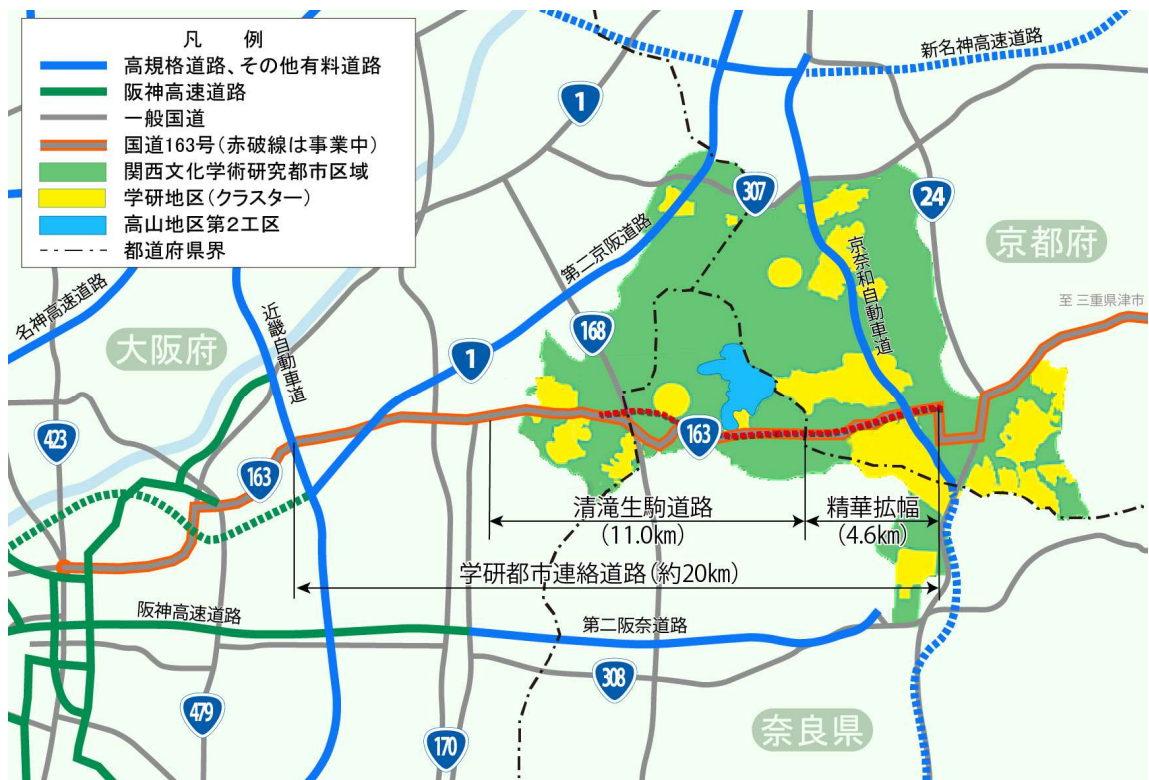 凡 例
高規格道路、その他有料道路
阪神高速道路
一般国道
国道163号(赤破線は事業中)
関西文化学術研究都市区域
学研地区(クラスター)
高山地区第2工区
都道府県界
新名神高速道路
1
307
24
京都府
第二京阪道路
京奈和自動車道
至 三重県津市
名神高速道路
大阪府
近畿自動車道
168
1
423
163
163
清滝生駒道路
(11.0km)
精華拡幅
(4.6km)
学研都市連絡道路(約20km)
阪神高速道路
第二阪奈道路
308
479
170
奈良県